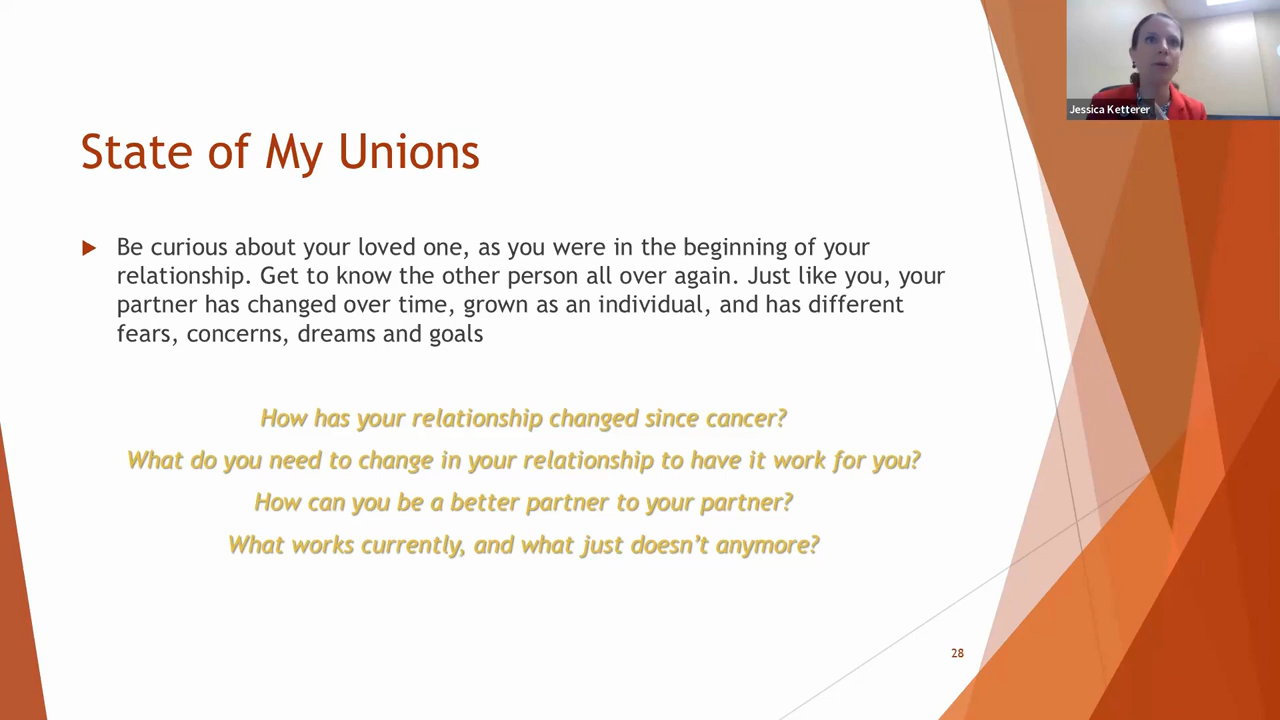 Jessica Ketterer
State of My Unions
Be curious about your loved one, as you were in the beginning of your
relationship. Get to know the other person all over again. Just like you, your
partner has changed over time, grown as an individual, and has different
fears, concerns, dreams and goals
How has your relationship changed since cancer?
What do you need to change in your relationship to have it work for you?
How can you be a better partner to your partner?
What works currently, and what just doesn't anymore?
28